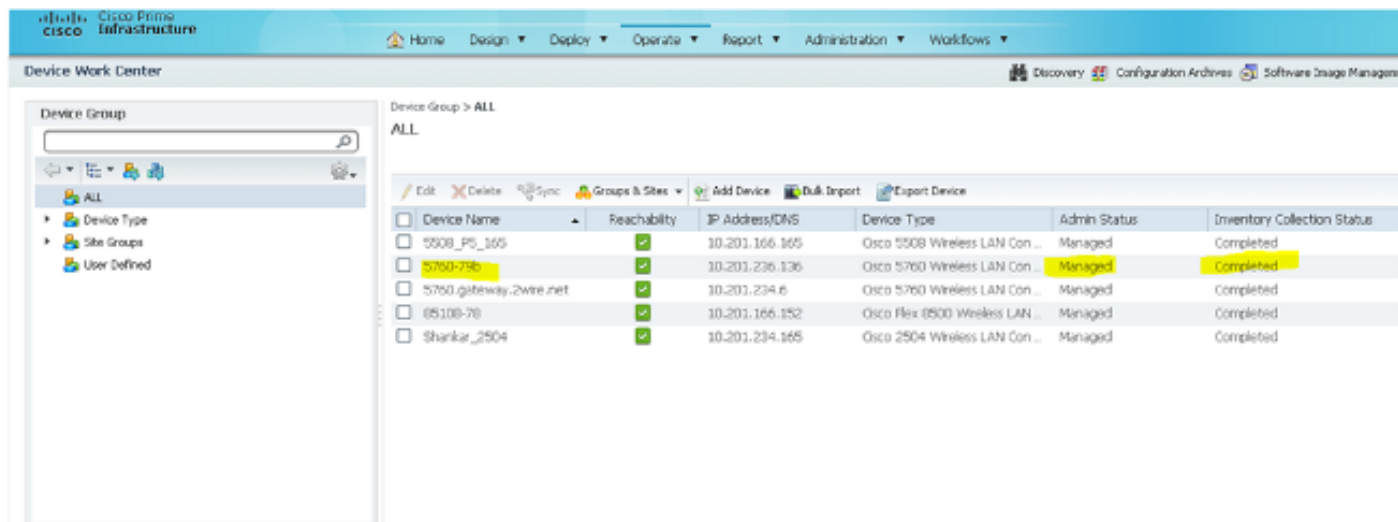 Cisco Prime
cisco Infrastructure
Home Design Deploy Operate Report Administration Workflows
Device Work Center
Discovery Configuration Archives Software Image Managem
Device Group
Device Group > ALL
ALL
ALL
Device Type
Site Groups
User Defined
Edit Delete Sync Groups & Sites Add Device Bulk Import Export Device
Device Name Reachability IP Address/DNS Device Type Admin Status Inventory Collection Status
5508_PS_165 10.201.166.165 Cisco 5508 Wireless LAN Con... Managed Completed
5760-79b 10.201.236.136 Cisco 5760 Wireless LAN Con... Managed Completed
5760.gateway.2wire.net 10.201.234.6 Cisco 5760 Wireless LAN Con... Managed Completed
85108-78 10.201.166.152 Cisco Flex 8500 Wireless LAN... Managed Completed
Shankar_2504 10.201.234.165 Cisco 2504 Wireless LAN Con... Managed Completed